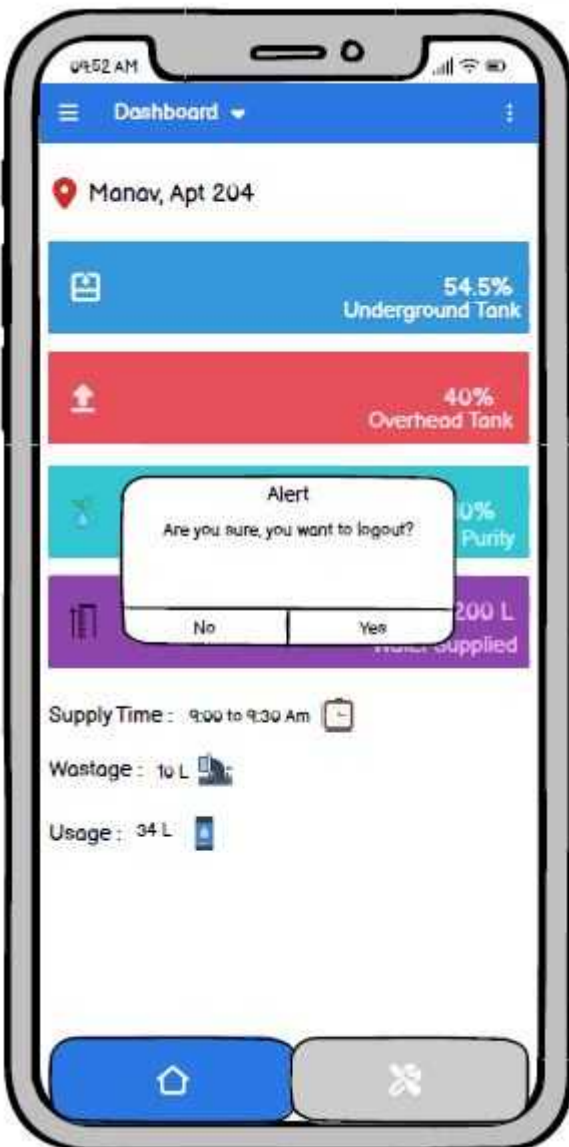 09:52 AM
Dashboard
Manav, Apt 204
54.5%
Underground Tank
40%
Overhead Tank
Alert
Are you sure, you want to logout?
No
Yes
0%
Purity
200 L
Supplied
Supply Time : 9:00 to 9:30 Am
Wastage : 10 L
Usage : 34 L